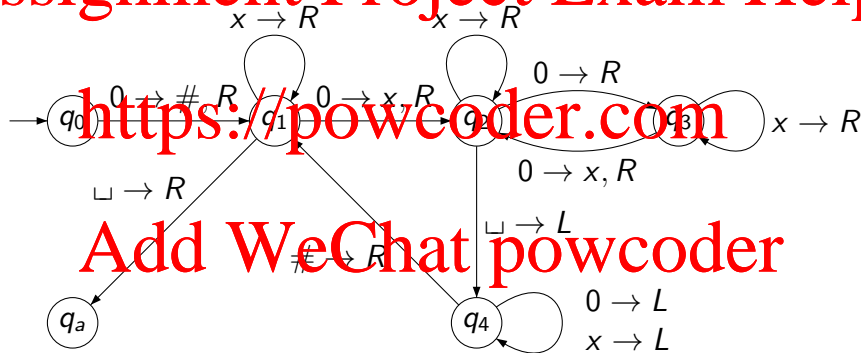 Assignment Project Exam Help
x → R x → R
0 → R
0 → #, R 0 → x, R
https://powcoder.com
q0 q1 q2 q3 x → R
0 → x, R
␣ → R
␣ → L
Add WeChat powcoder
# → R
0 → L
qa q4
x → L